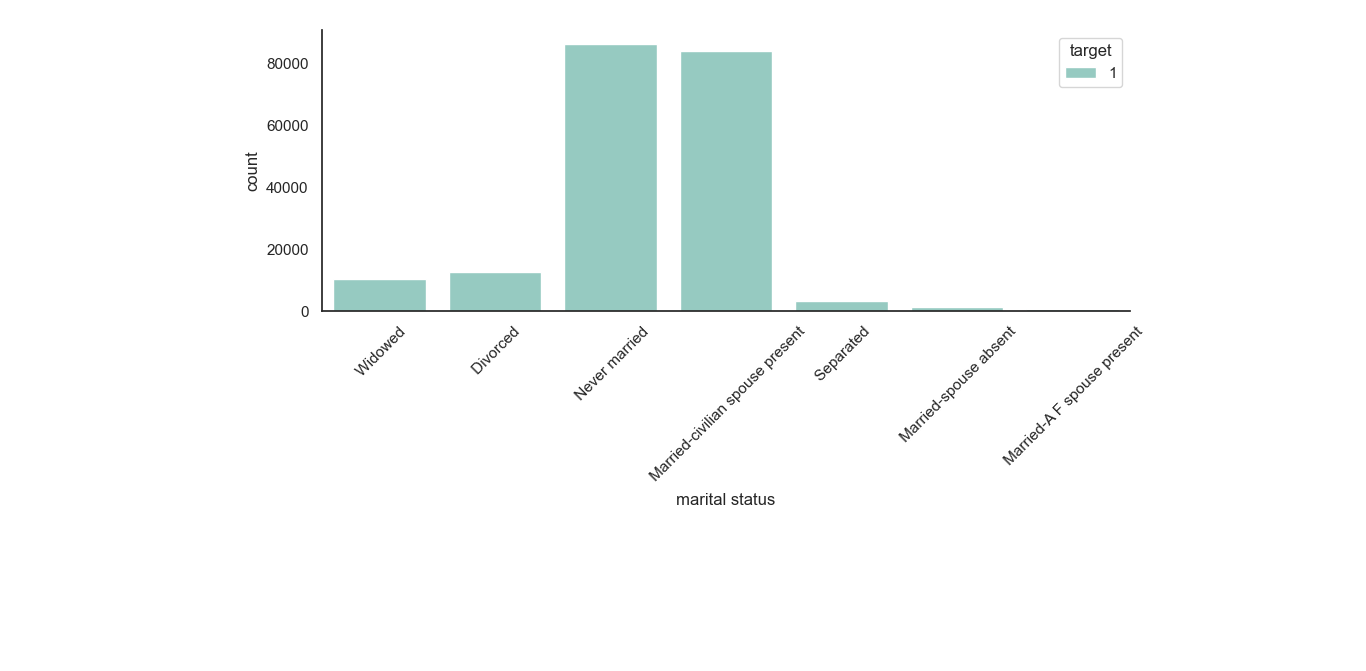 target
1
80000
60000
40000
20000
0
count
Widowed
Divorced
Never married
Married-civilian spouse present
Separated
Married-spouse absent
Married-A F spouse present
marital status